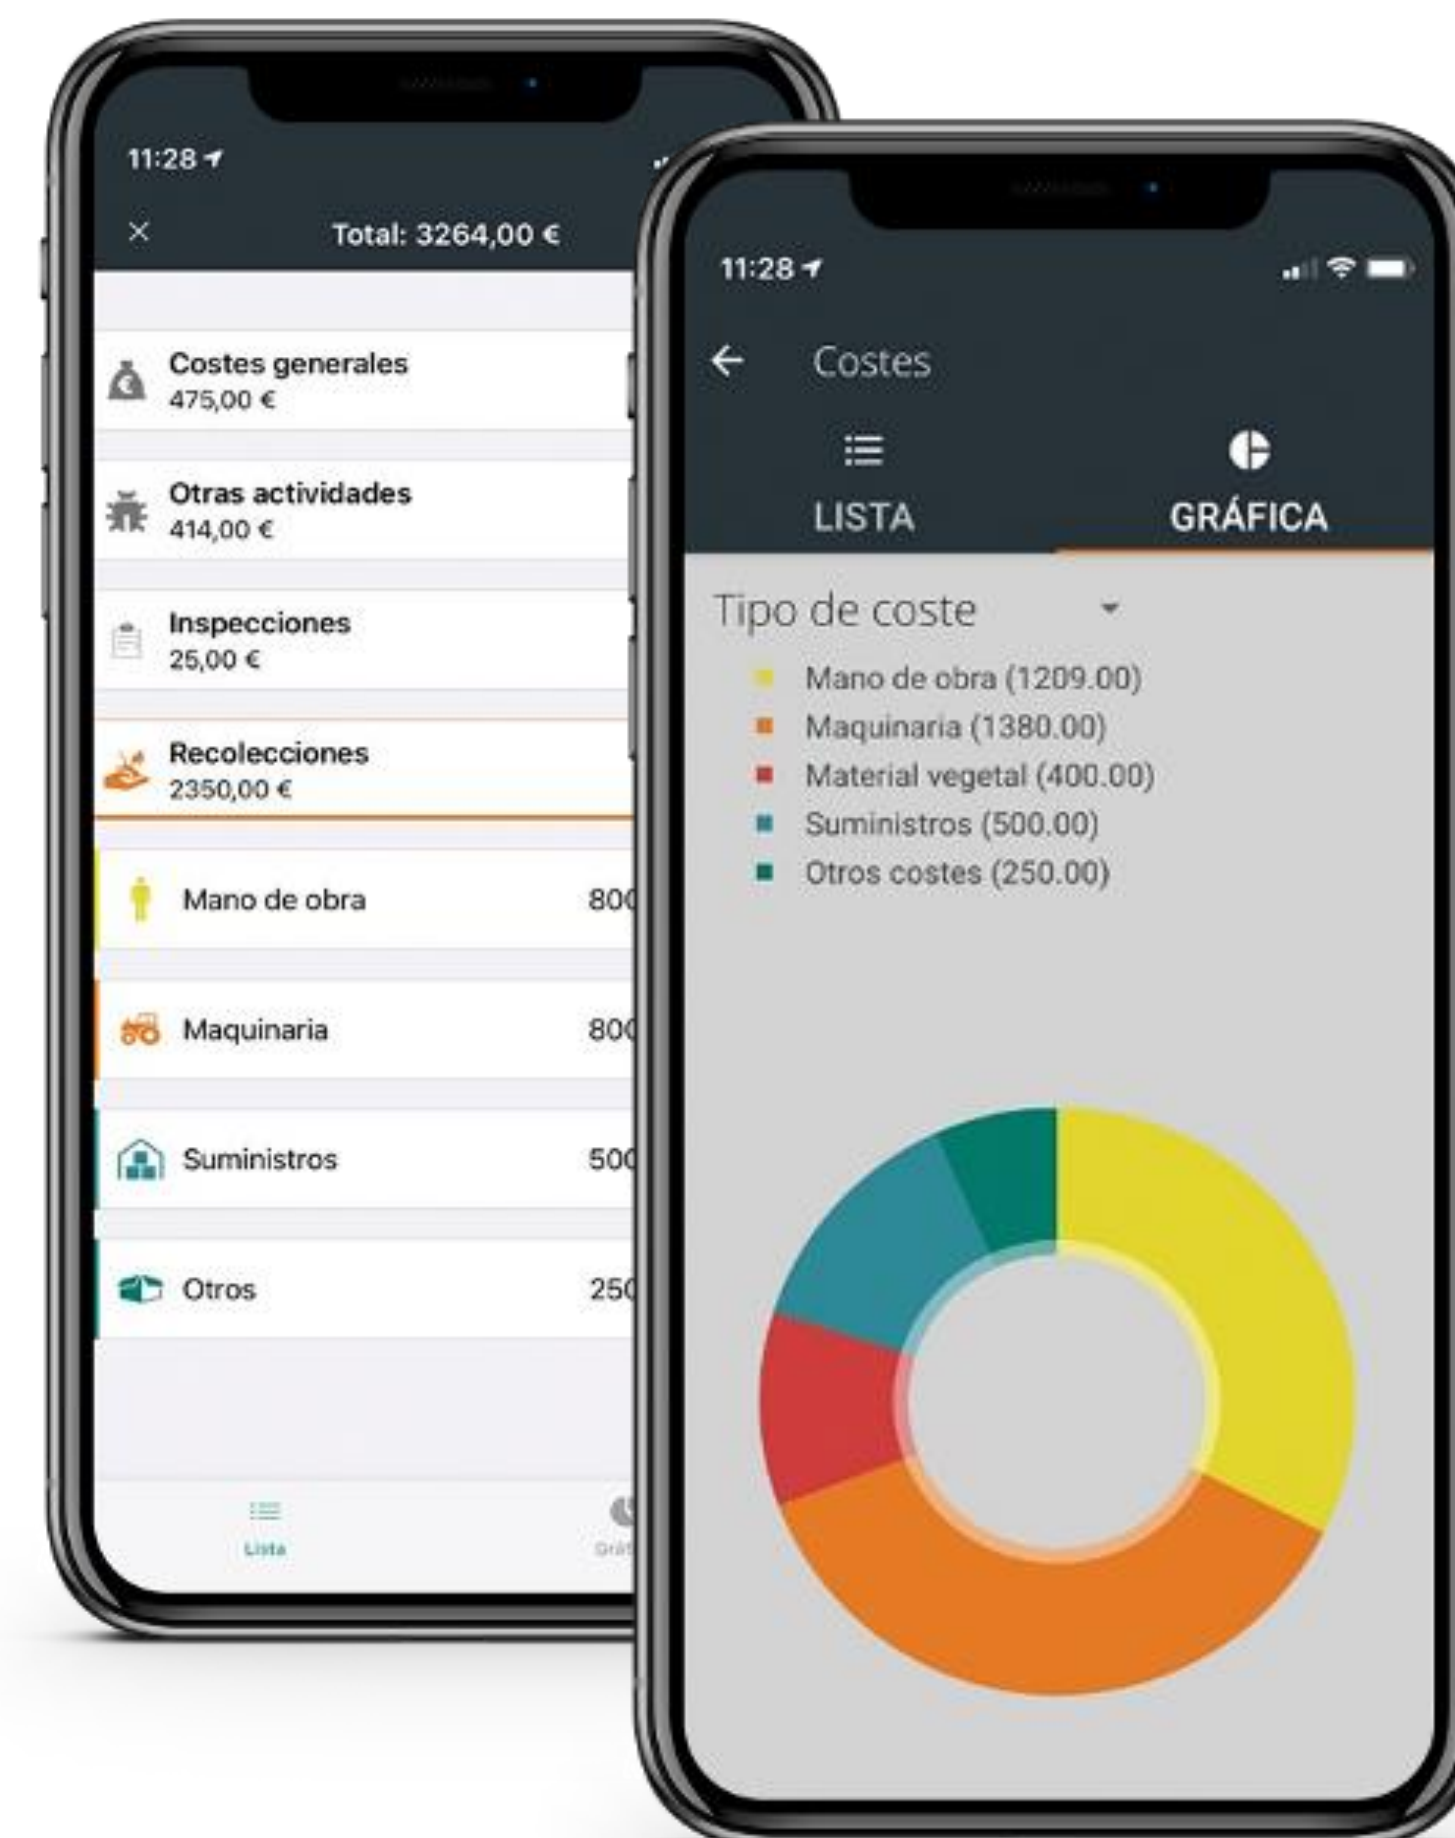 11:28
Total: 3264,00 €
Costes generales
475,00 €
Otras actividades
414,00 €
Inspecciones
25,00 €
Recolecciones
2350,00 €
Mano de obra
Maquinaria
Suministros
Otros
Lista
11:28
Costes
LISTA
GRÁFICA
Tipo de coste
Mano de obra (1209.00)
Maquinaria (1380.00)
Material vegetal (400.00)
Suministros (500.00)
Otros costes (250.00)